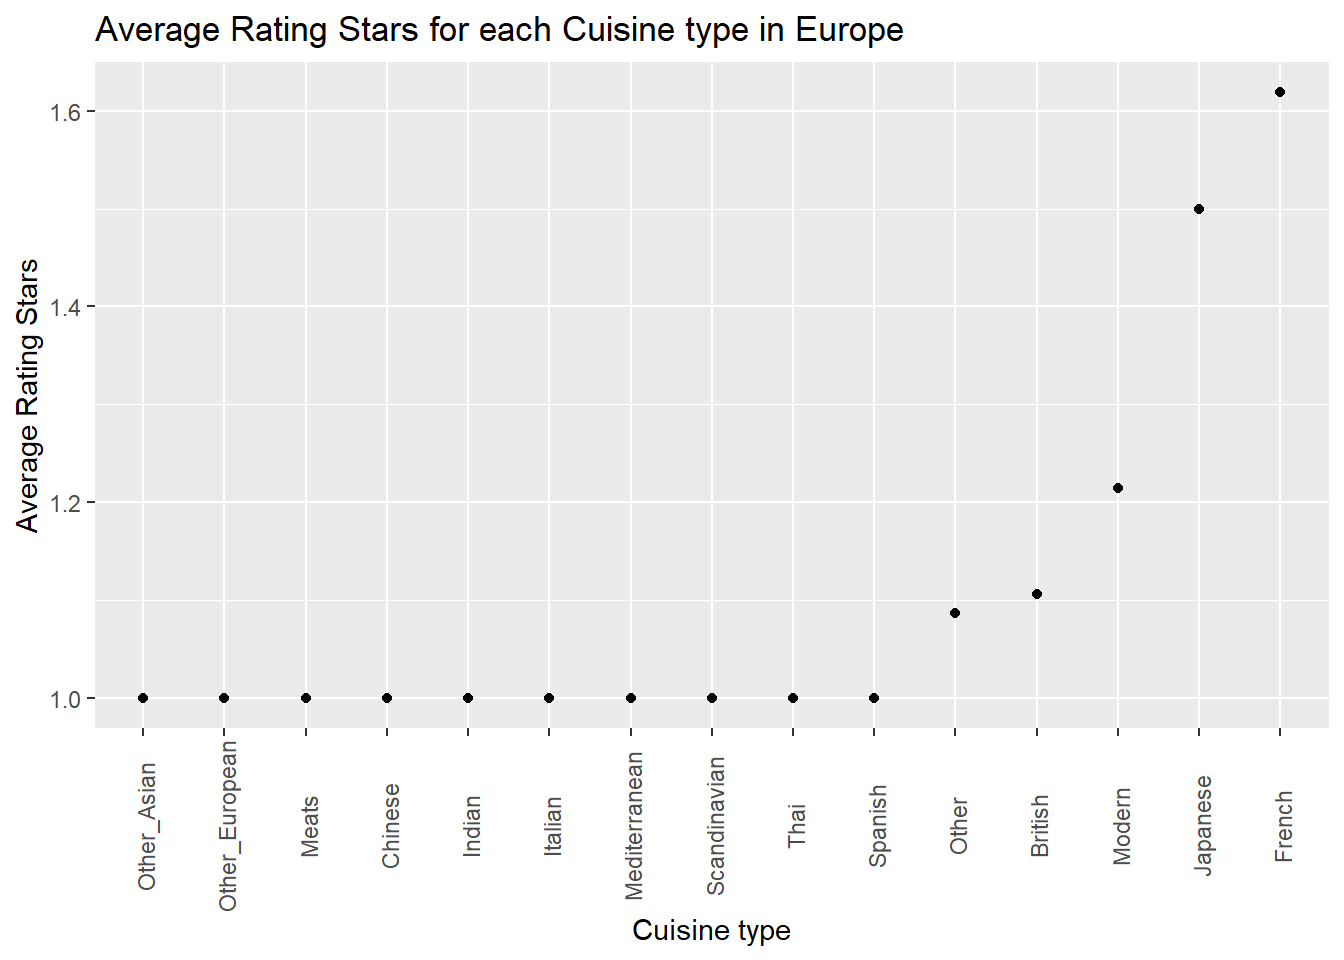 Average Rating Stars for each Cuisine type in Europe
Average Rating Stars
1.6
1.4
1.2
1.0
Other_Asian
Other_European
Meats
Chinese
Indian
Italian
Mediterranean
Scandinavian
Thai
Spanish
Other
British
Modern
Japanese
French
Cuisine type